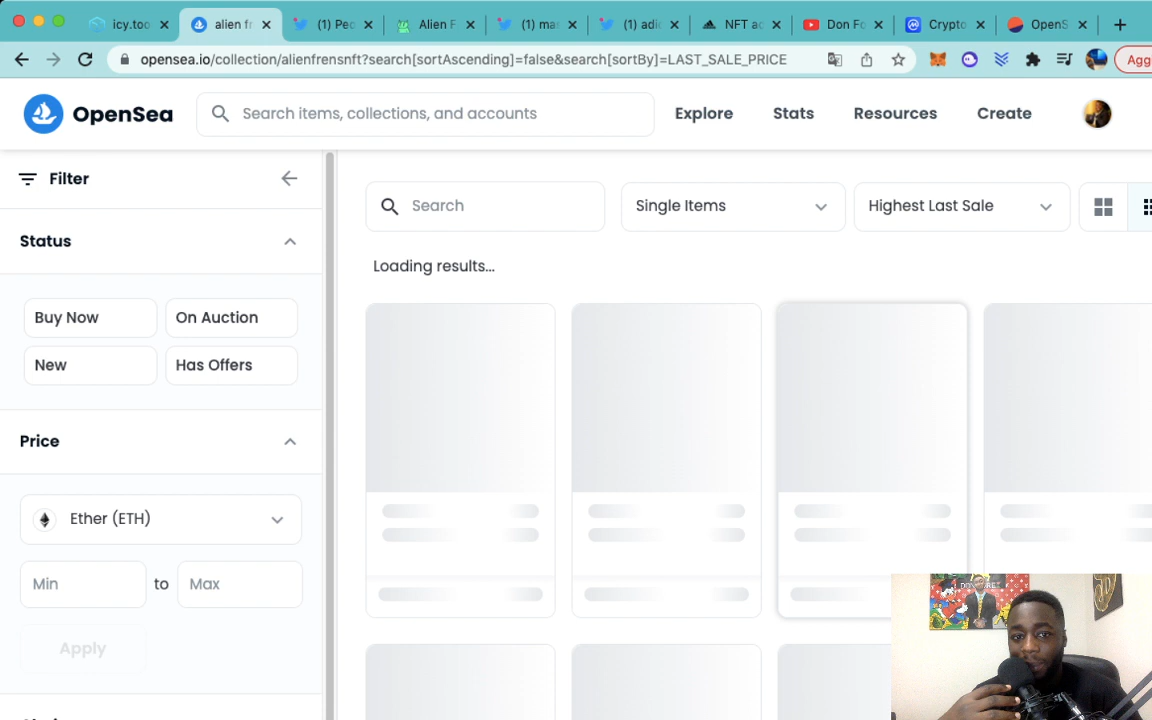 icy.too
alien fr
(1) Peo
Alien F
(1) ma
(1) adi
NFT ac
Don Fo
Crypto
OpenS
opensea.io/collection/alienfrensnft?search[sortAscending]=false&search[sortBy]=LAST_SALE_PRICE
Agg
OpenSea
Search items, collections, and accounts
Explore
Stats
Resources
Create
Filter
Search
Single Items
Highest Last Sale
Loading results...
Status
Buy Now
On Auction
New
Has Offers
Price
Ether (ETH)
Min
to
Max
Apply